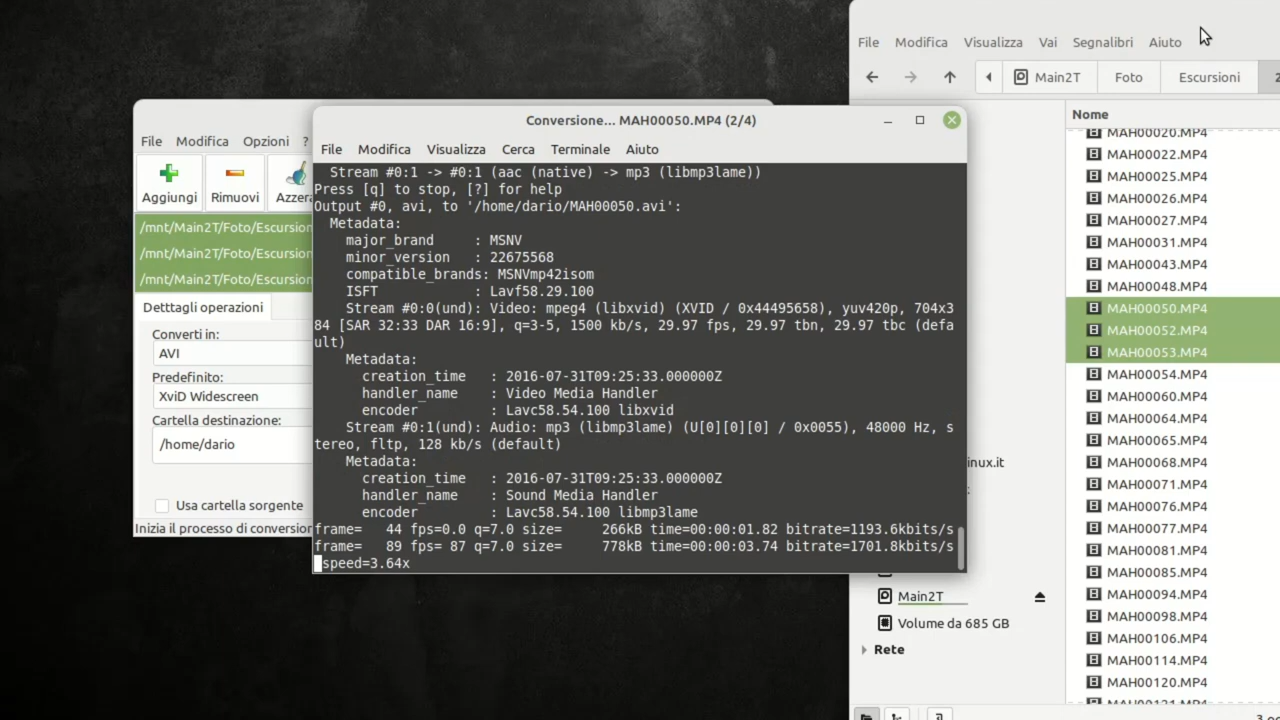 File Modifica Visualizza Vai Segnalibri Aiuto
Main2T Foto Escursioni 2
Nome
MAH00020.MP4
MAH00022.MP4
MAH00025.MP4
MAH00026.MP4
MAH00027.MP4
MAH00031.MP4
MAH00043.MP4
MAH00048.MP4
MAH00050.MP4
MAH00052.MP4
MAH00053.MP4
MAH00054.MP4
MAH00060.MP4
MAH00064.MP4
MAH00065.MP4
MAH00068.MP4
MAH00071.MP4
MAH00076.MP4
MAH00077.MP4
MAH00081.MP4
MAH00085.MP4
MAH00094.MP4
MAH00098.MP4
MAH00106.MP4
MAH00114.MP4
MAH00120.MP4
inux.it
Main2T
Volume da 685 GB
Rete
File Modifica Opzioni ?
Aggiungi Rimuovi Azzera
/mnt/Main2T/Foto/Escursion
/mnt/Main2T/Foto/Escursion
/mnt/Main2T/Foto/Escursion
Detttagli operazioni
Converti in:
AVI
Predefinito:
XviD Widescreen
Cartella destinazione:
/home/dario
Usa cartella sorgente
Inizia il processo di conversion
Conversione... MAH00050.MP4 (2/4)
File Modifica Visualizza Cerca Terminale Aiuto
Stream #0:1 -> #0:1 (aac (native) -> mp3 (libmp3lame))
Press [q] to stop, [?] for help
Output #0, avi, to '/home/dario/MAH00050.avi':
Metadata:
major_brand : MSNV
minor_version : 22675568
compatible_brands: MSNVmp42isom
ISFT : Lavf58.29.100
Stream #0:0(und): Video: mpeg4 (libxvid) (XVID / 0x44495658), yuv420p, 704x3
84 [SAR 32:33 DAR 16:9], q=3-5, 1500 kb/s, 29.97 fps, 29.97 tbn, 29.97 tbc (defa
ult)
Metadata:
creation_time : 2016-07-31T09:25:33.000000Z
handler_name : Video Media Handler
encoder : Lavc58.54.100 libxvid
Stream #0:1(und): Audio: mp3 (libmp3lame) (U[0][0][0] / 0x0055), 48000 Hz, s
tereo, fltp, 128 kb/s (default)
Metadata:
creation_time : 2016-07-31T09:25:33.000000Z
handler_name : Sound Media Handler
encoder : Lavc58.54.100 libmp3lame
frame= 44 fps=0.0 q=7.0 size= 266kB time=00:00:01.82 bitrate=1193.6kbits/s
frame= 89 fps= 87 q=7.0 size= 778kB time=00:00:03.74 bitrate=1701.8kbits/s
speed=3.64x